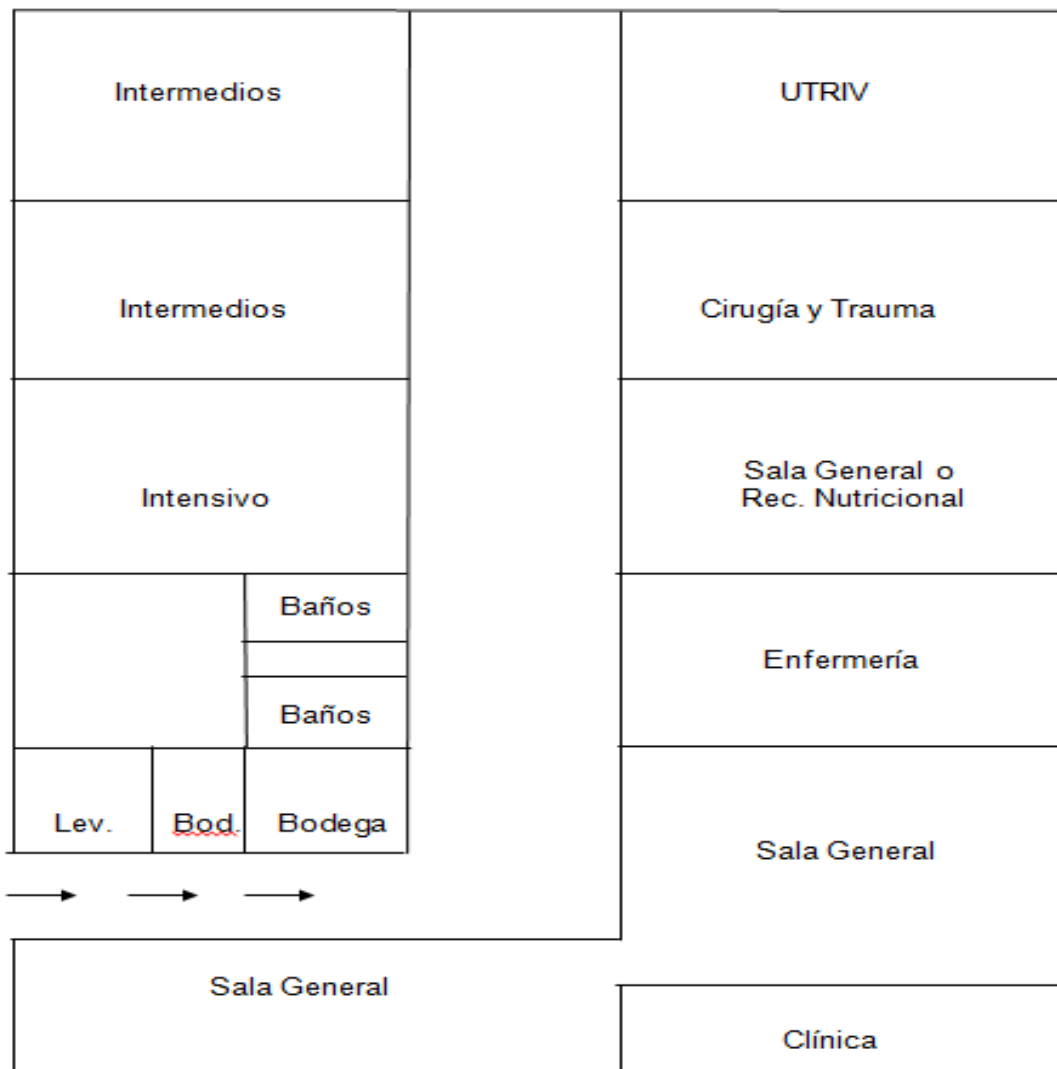 Intermedios
UTRIV
Intermedios
Cirugía y Trauma
Intensivo
Sala General o
Rec. Nutricional
Baños
Enfermería
Baños
Lev.
Bod.
Bodega
Sala General
Sala General
Clínica